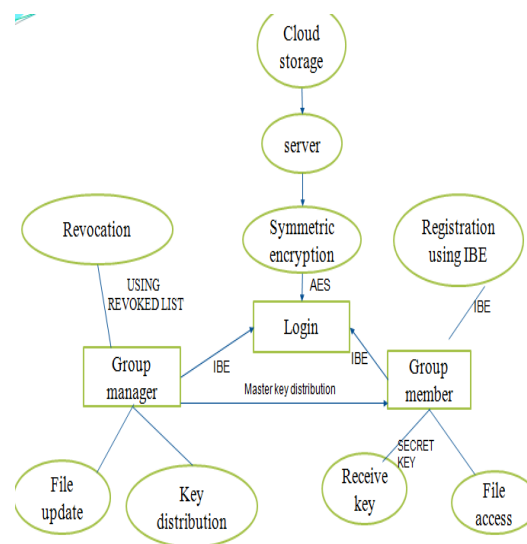 Cloud
storage
server
Revocation
Symmetric
encryption
Registration
using IBE
USING
REVOKED LIST
AES
IBE
Login
Group
manager
IBE
IBE
Master key distribution
Group
member
SECRET
KEY
File
update
Key
distribution
Receive
key
File
access